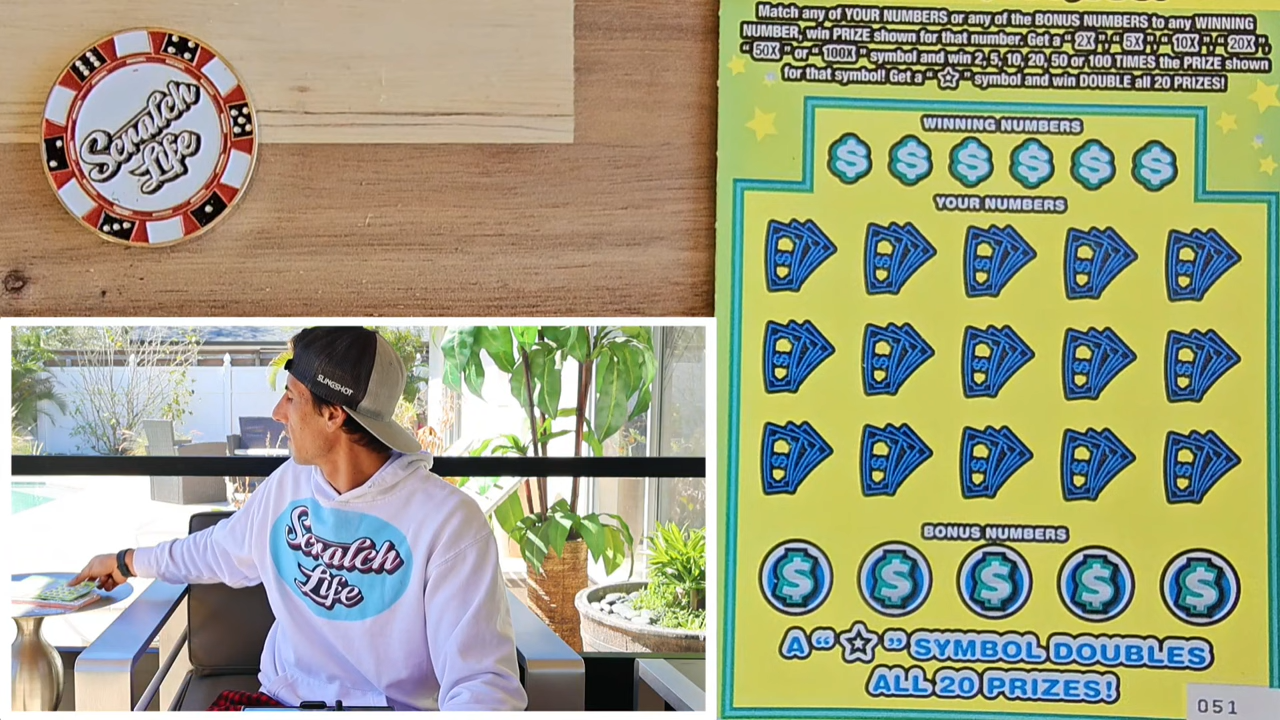 Scratch
Life
SLINGSHOT
Scratch
Life
Match any of YOUR NUMBERS or any of the BONUS NUMBERS to any WINNING
NUMBER, win PRIZE shown for that number. Get a " 2X ", " 5X ", " 10X ", " 20X ",
" 50X " or " 100X " symbol and win 2, 5, 10, 20, 50 or 100 TIMES the PRIZE shown
for that symbol! Get a " ☆ " symbol and win DOUBLE all 20 PRIZES!
WINNING NUMBERS
$ $ $ $ $ $
YOUR NUMBERS
$ $ $ $ $
$ $ $ $ $
$ $ $ $ $
BONUS NUMBERS
$ $ $ $ $
A “ ☆ ” SYMBOL DOUBLES
ALL 20 PRIZES!
051